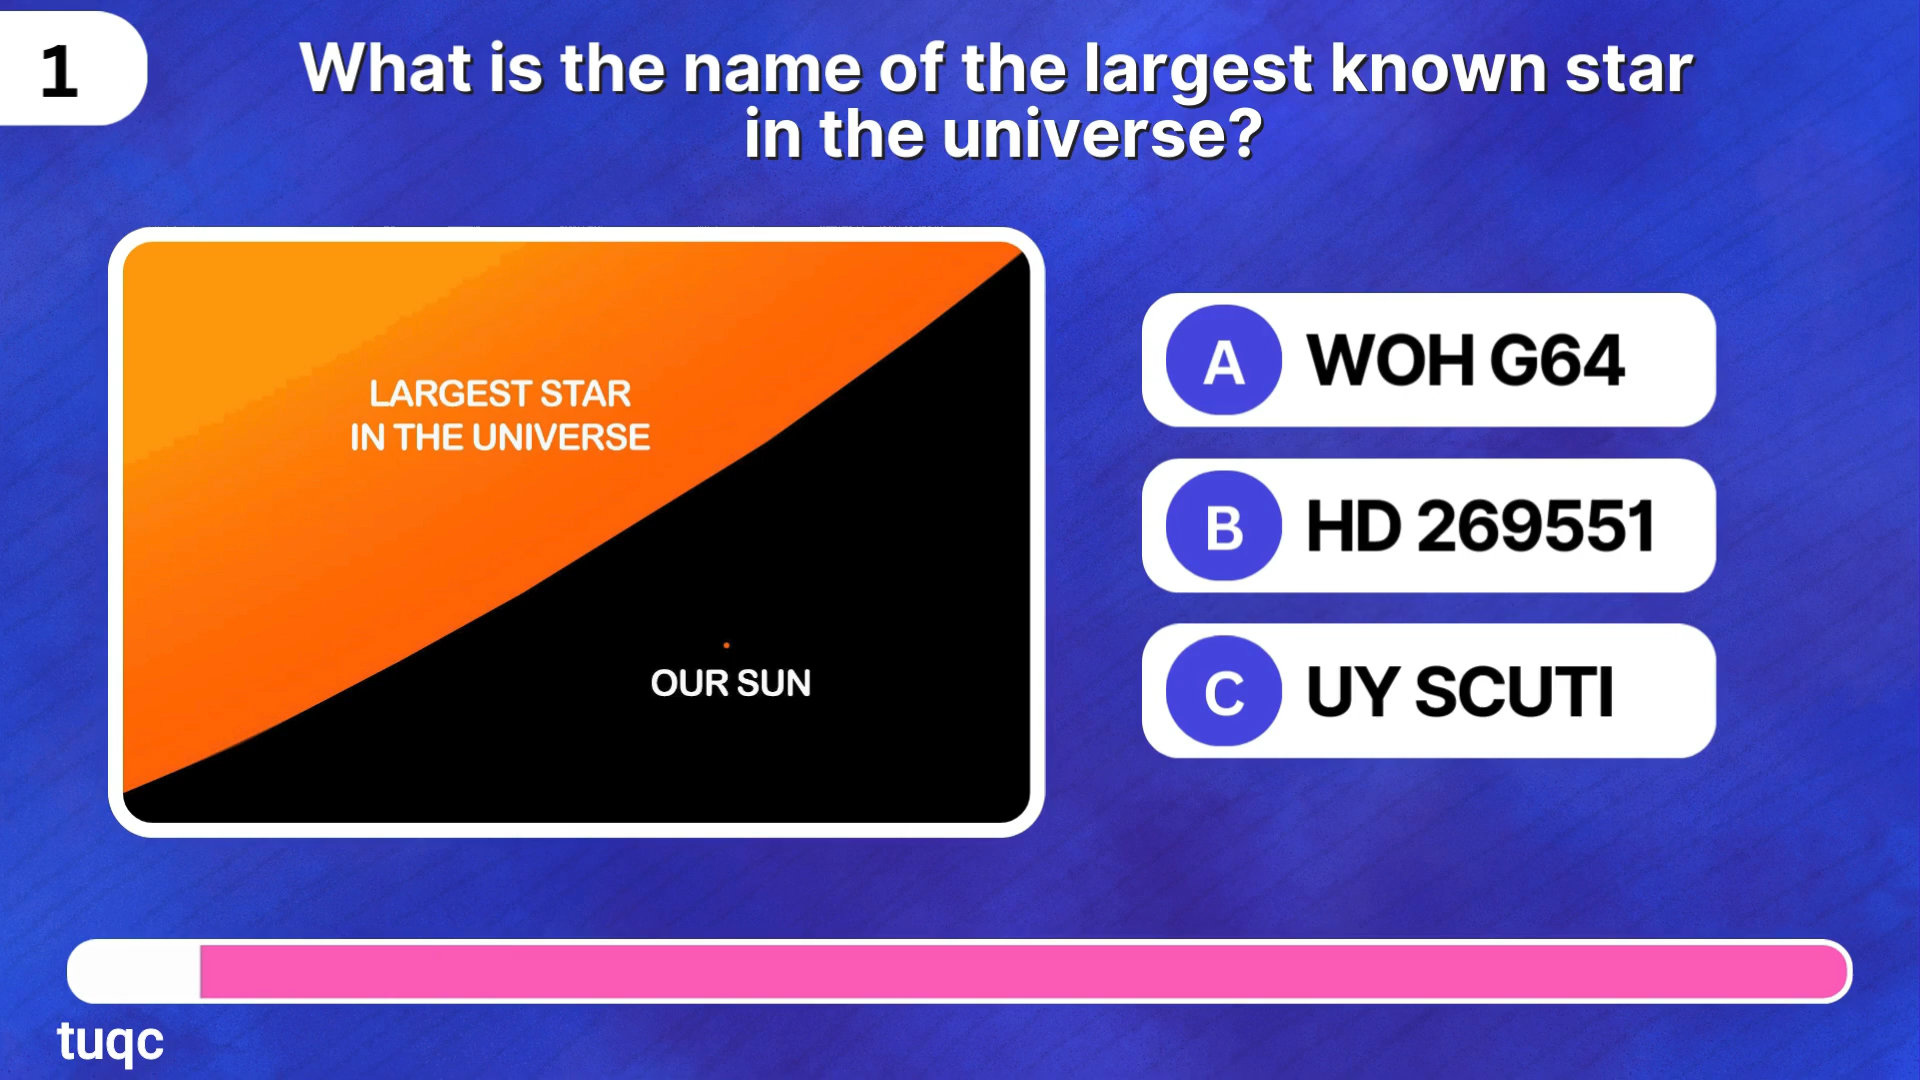 1
What is the name of the largest known star
in the universe?
LARGEST STAR
IN THE UNIVERSE
OUR SUN
A WOH G64
B HD 269551
C UY SCUTI
tuqc